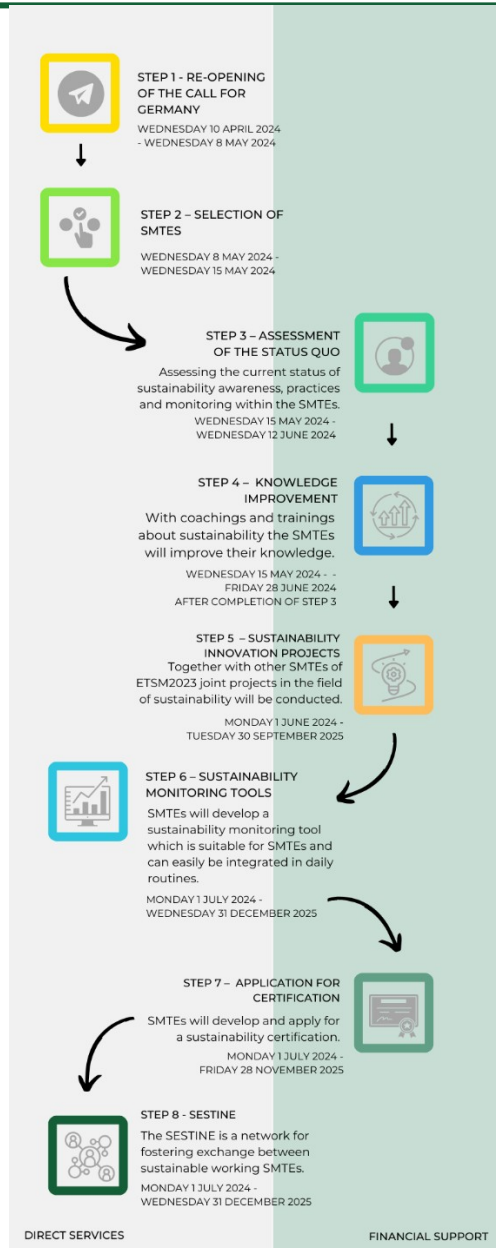 STEP 1 - RE-OPENING
OF THE CALL FOR
GERMANY
WEDNESDAY 10 APRIL 2024
- WEDNESDAY 8 MAY 2024
STEP 2 – SELECTION OF
SMTES
WEDNESDAY 8 MAY 2024 -
WEDNESDAY 15 MAY 2024
STEP 3 – ASSESSMENT
OF THE STATUS QUO
Assessing the current status of
sustainability awareness, practices
and monitoring within the SMTEs.
WEDNESDAY 15 MAY 2024 -
WEDNESDAY 12 JUNE 2024
STEP 4 – KNOWLEDGE
IMPROVEMENT
With coachings and trainings
about sustainability the SMTEs
will improve their knowledge.
WEDNESDAY 15 MAY 2024 - -
FRIDAY 28 JUNE 2024
AFTER COMPLETION OF STEP 3
STEP 5 – SUSTAINABILITY
INNOVATION PROJECTS
Together with other SMTEs of
ETSM2023 joint projects in the field
of sustainability will be conducted.
MONDAY 1 JUNE 2024 -
TUESDAY 30 SEPTEMBER 2025
STEP 6 – SUSTAINABILITY
MONITORING TOOLS
SMTEs will develop a
sustainability monitoring tool
which is suitable for SMTEs and
can easily be integrated in daily
routines.
MONDAY 1 JULY 2024 -
WEDNESDAY 31 DECEMBER 2025
STEP 7 – APPLICATION FOR
CERTIFICATION
SMTEs will develop and apply for
a sustainability certification.
MONDAY 1 JULY 2024 -
FRIDAY 28 NOVEMBER 2025
STEP 8 - SESTINE
The SESTINE is a network for
fostering exchange between
sustainable working SMTEs.
MONDAY 1 JULY 2024 -
WEDNESDAY 31 DECEMBER 2025
DIRECT SERVICES
FINANCIAL SUPPORT